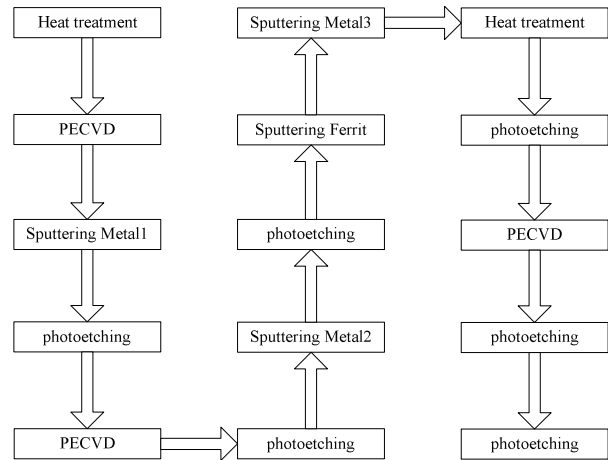 Heat treatment
PECVD
Sputtering Metal1
photoetching
PECVD
photoetching
Sputtering Metal2
photoetching
Sputtering Ferrit
Sputtering Metal3
Heat treatment
photoetching
PECVD
photoetching
photoetching